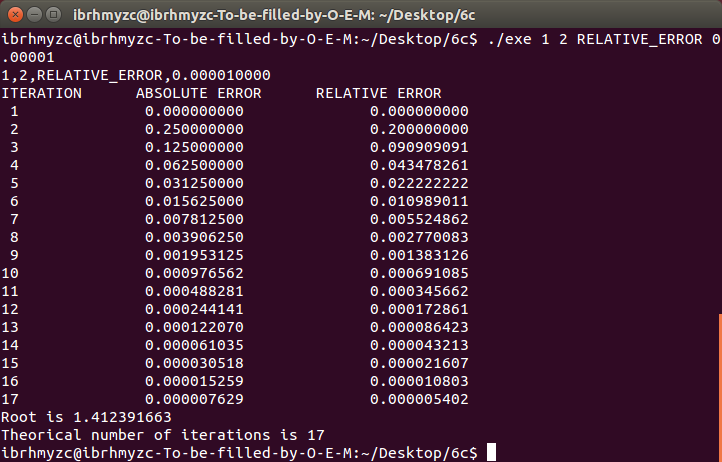 ibrhmyzc@ibrhmyzc-To-be-filled-by-O-E-M: ~/Desktop/6c
ibrhmyzc@ibrhmyzc-To-be-filled-by-O-E-M:~/Desktop/6c$ ./exe 1 2 RELATIVE_ERROR 0
.00001
1,2,RELATIVE_ERROR,0.000010000
ITERATION ABSOLUTE ERROR RELATIVE ERROR
1 0.000000000 0.000000000
2 0.250000000 0.200000000
3 0.125000000 0.090909091
4 0.062500000 0.043478261
5 0.031250000 0.022222222
6 0.015625000 0.010989011
7 0.007812500 0.005524862
8 0.003906250 0.002770083
9 0.001953125 0.001383126
10 0.000976562 0.000691085
11 0.000488281 0.000345662
12 0.000244141 0.000172861
13 0.000122070 0.000086423
14 0.000061035 0.000043213
15 0.000030518 0.000021607
16 0.000015259 0.000010803
17 0.000007629 0.000005402
Root is 1.412391663
Theorical number of iterations is 17
ibrhmyzc@ibrhmyzc-To-be-filled-by-O-E-M:~/Desktop/6c$